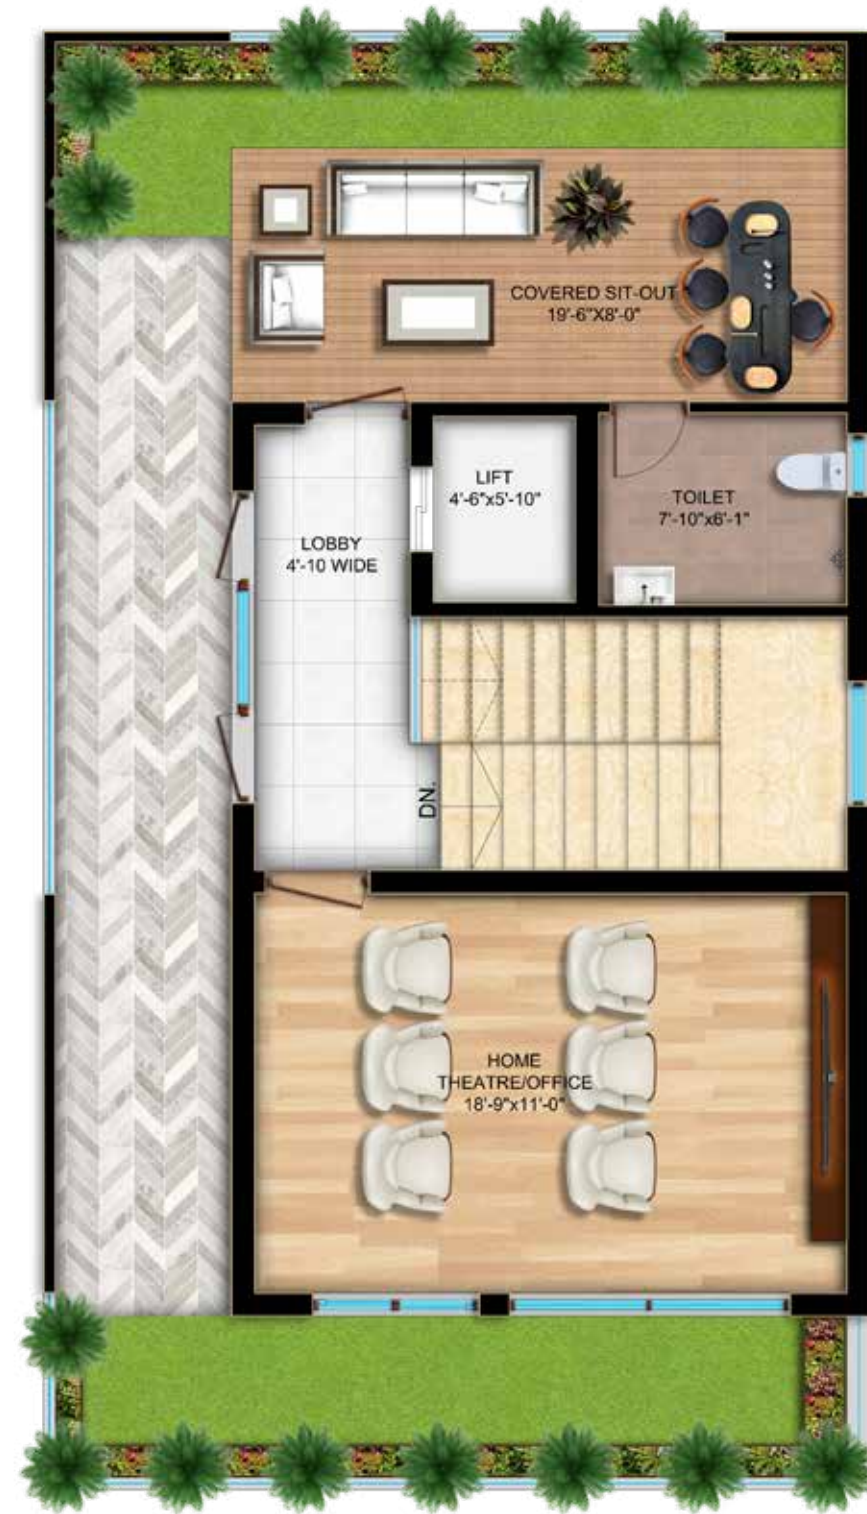 COVERED SIT-OUT
19'-6"X8'-0"
LIFT
4'-6"x5'-10"
TOILET
7'-10"x6'-1"
LOBBY
4'-10 WIDE
DN.
HOME
THEATRE/OFFICE
18'-9"x11'-0"